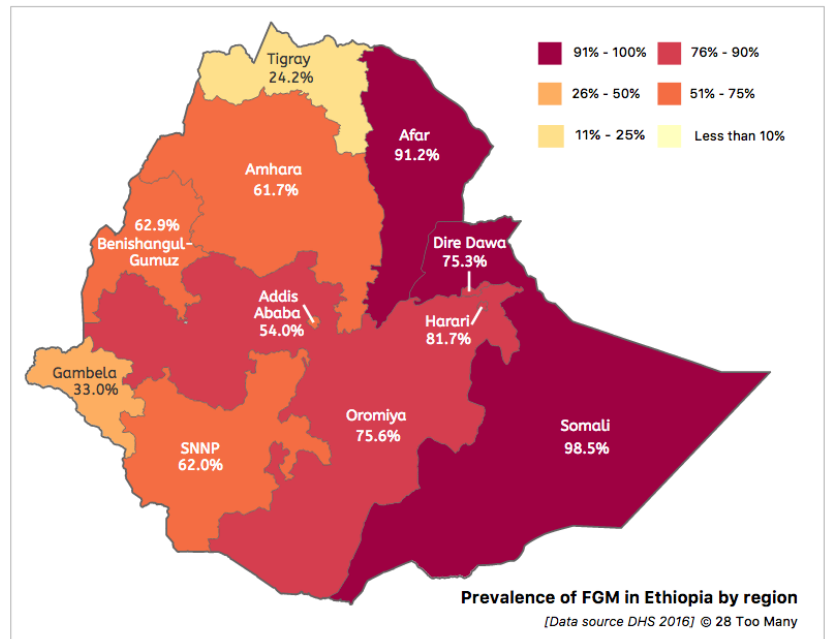 91% - 100%
76% - 90%
26% - 50%
51% - 75%
11% - 25%
Less than 10%
Tigray
24.2%
Afar
91.2%
Amhara
61.7%
62.9%
Benishangul-
Gumuz
Dire Dawa
75.3%
Addis
Ababa
54.0%
Harari
81.7%
Gambela
33.0%
Oromiya
75.6%
Somali
98.5%
SNNP
62.0%
Prevalence of FGM in Ethiopia by region
[Data source DHS 2016] © 28 Too Many